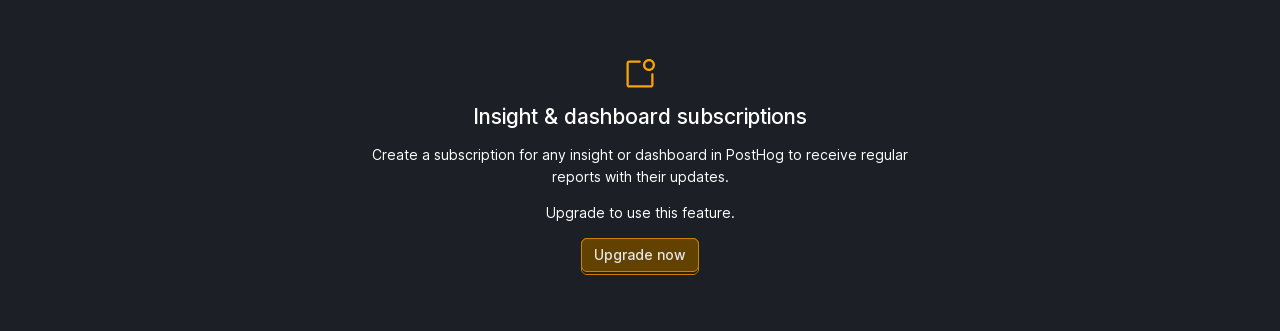 Insight & dashboard subscriptions
Create a subscription for any insight or dashboard in PostHog to receive regular
reports with their updates.
Upgrade to use this feature.
Upgrade now